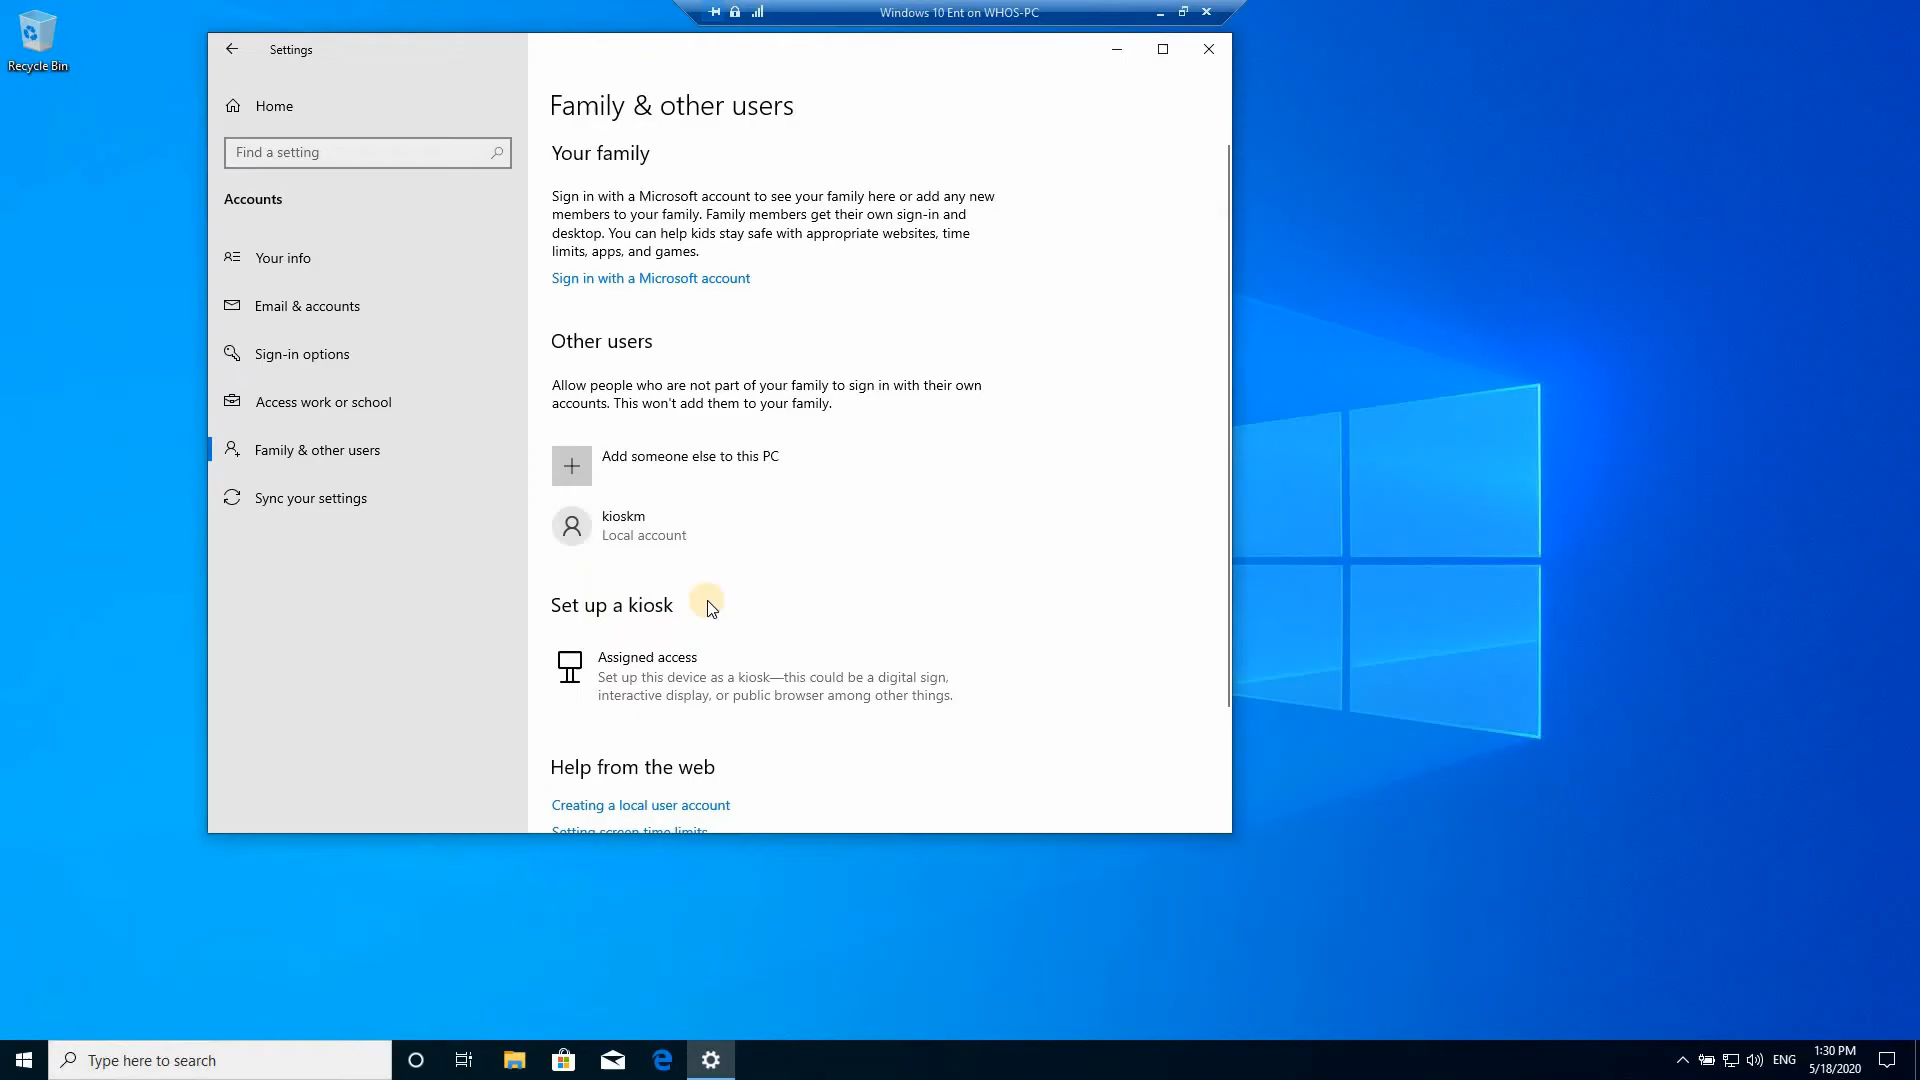 Windows 10 Ent on WHOS-PC
Recycle Bin
Settings
Home
Find a setting
Accounts
Your info
Email & accounts
Sign-in options
Access work or school
Family & other users
Sync your settings
Family & other users
Your family
Sign in with a Microsoft account to see your family here or add any new
members to your family. Family members get their own sign-in and
desktop. You can help kids stay safe with appropriate websites, time
limits, apps, and games.
Sign in with a Microsoft account
Other users
Allow people who are not part of your family to sign in with their own
accounts. This won't add them to your family.
Add someone else to this PC
kioskm
Local account
Set up a kiosk
Assigned access
Set up this device as a kiosk—this could be a digital sign,
interactive display, or public browser among other things.
Help from the web
Creating a local user account
Setting screen time limits
Type here to search
ENG
1:30 PM
5/18/2020